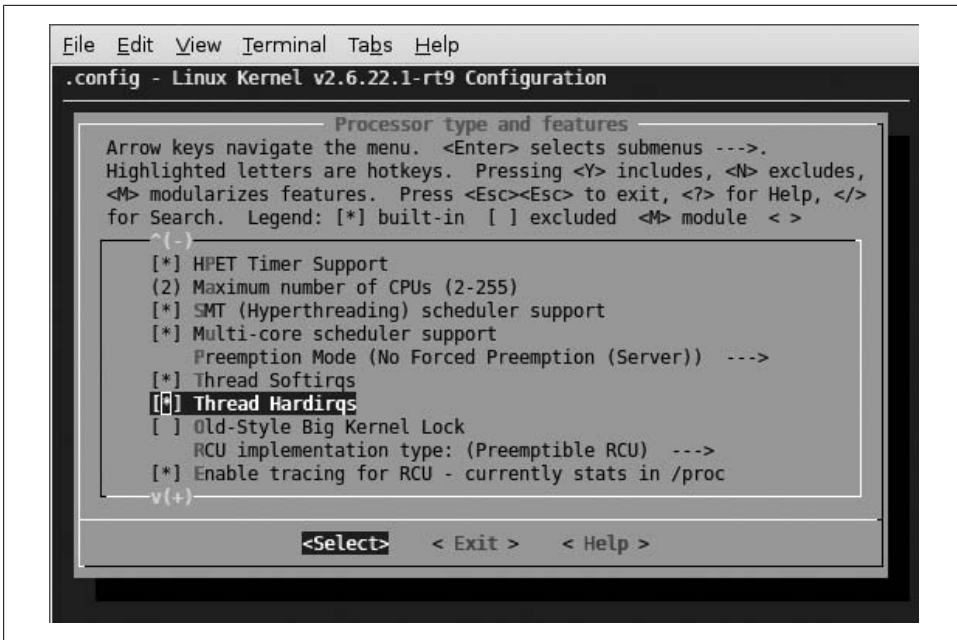 File Edit View Terminal Tabs Help
.config - Linux Kernel v2.6.22.1-rt9 Configuration
Processor type and features
Arrow keys navigate the menu. <Enter> selects submenus --->.
Highlighted letters are hotkeys. Pressing <Y> includes, <N> excludes,
<M> modularizes features. Press <Esc><Esc> to exit, <?> for Help, </>
for Search. Legend: [*] built-in [ ] excluded <M> module < >
^(-)
[*] HPET Timer Support
(2) Maximum number of CPUs (2-255)
[*] SMT (Hyperthreading) scheduler support
[*] Multi-core scheduler support
Preemption Mode (No Forced Preemption (Server)) --->
[*] Thread Softirqs
[*] Thread Hardirqs
[ ] Old-Style Big Kernel Lock
RCU implementation type: (Preemptible RCU) --->
[*] Enable tracing for RCU - currently stats in /proc
v(+)
<Select> < Exit > < Help >